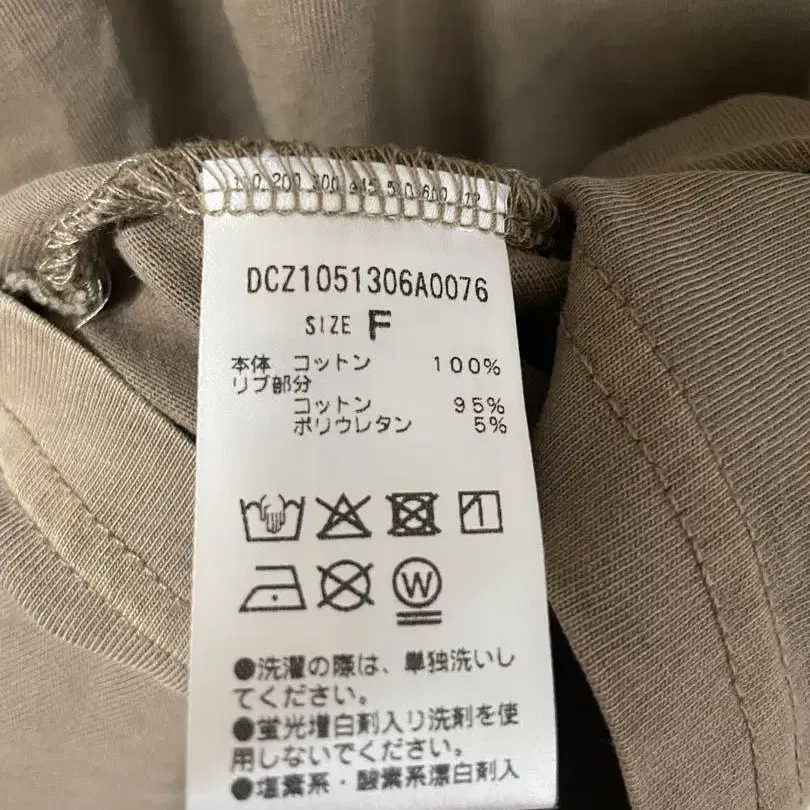 DCZ1051306A0076
SIZE F
本体 コットン 100%
リブ部分
コットン 95%
ポリウレタン 5%
W
●洗濯の際は、単独洗いし
てください。
●蛍光増白剤入り洗剤を使
用しないでください。
●塩素系・酸素系漂白剤入